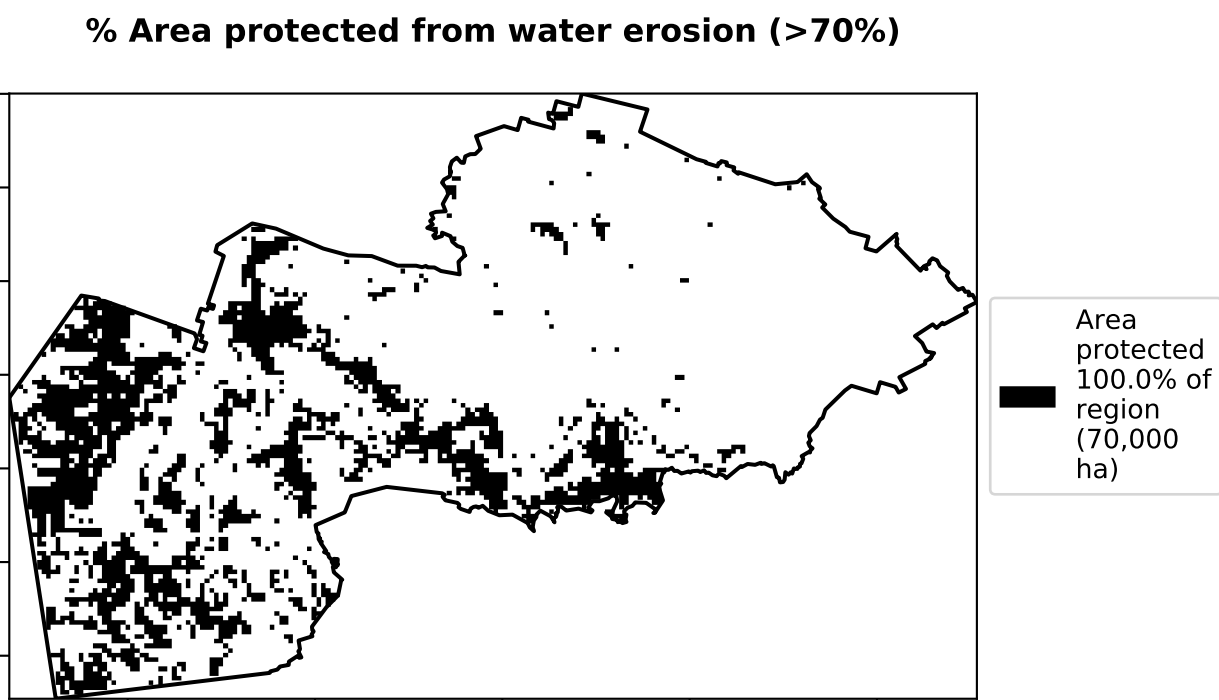 % Area protected from water erosion (>70%)
Area
protected
100.0% of
region
(70,000
ha)